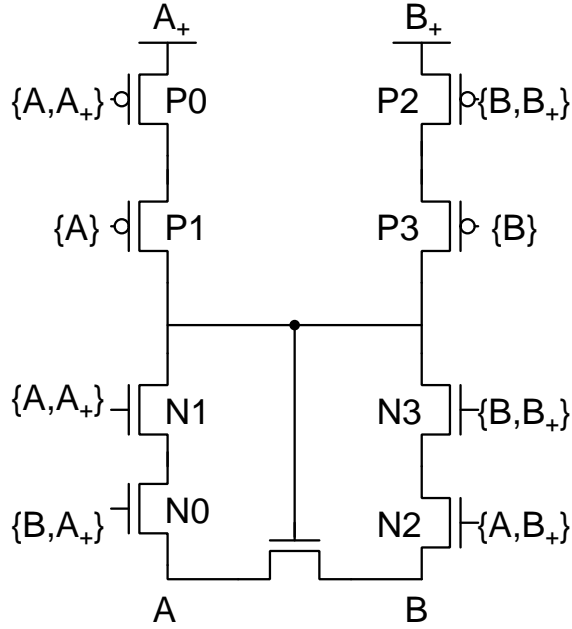 A₊ B₊
{A,A₊} P0 P2 {B,B₊}
{A} P1 P3 {B}
{A,A₊} N1 N3 {B,B₊}
{B,A₊} N0 N2 {A,B₊}
A B